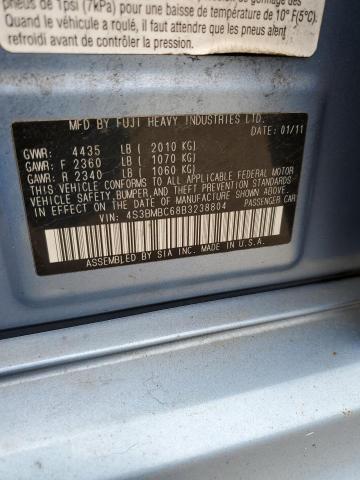 pneus de 1psi (7kPa) pour une baisse de température de 10° F(5°C).
Quand le véhicule a roulé, il faut attendre que les pneus aient
refroidi avant de contrôler la pression.
MFD BY FUJI HEAVY INDUSTRIES LTD.
DATE: 01/11
GVWR: 4435 LB ( 2010 KG)
GAWR: F 2360 LB ( 1070 KG)
GAWR: R 2340 LB ( 1060 KG)
THIS VEHICLE CONFORMS TO ALL APPLICABLE FEDERAL MOTOR
VEHICLE SAFETY, BUMPER, AND THEFT PREVENTION STANDARDS
IN EFFECT ON THE DATE OF MANUFACTURE SHOWN ABOVE.
VIN: 4S3BMBC68B3238804 PASSENGER CAR
ASSEMBLED BY SIA INC. IN U.S.A.